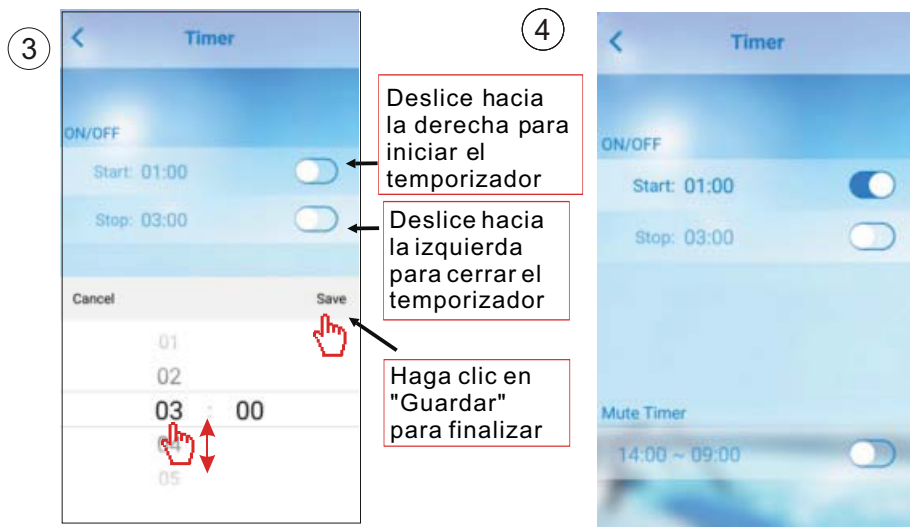 3
Timer
ON/OFF
Start: 01:00
Stop: 03:00
Cancel
Save
01
02
03 : 00
04
05
Deslice hacia
la derecha para
iniciar el
temporizador
Deslice hacia
la izquierda
para cerrar el
temporizador
Haga clic en
"Guardar"
para finalizar
4
Timer
ON/OFF
Start: 01:00
Stop: 03:00
Mute Timer
14:00 ~ 09:00